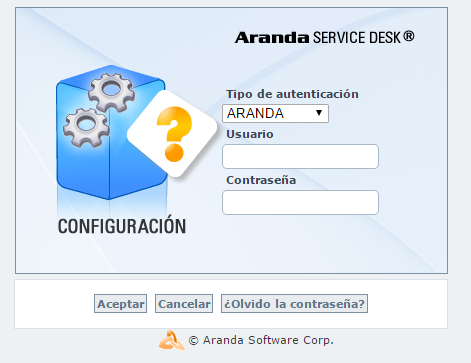 Aranda SERVICE DESK®
Tipo de autenticación
ARANDA
Usuario
Contraseña
?
CONFIGURACIÓN
Aceptar Cancelar ¿Olvido la contraseña?
© Aranda Software Corp.